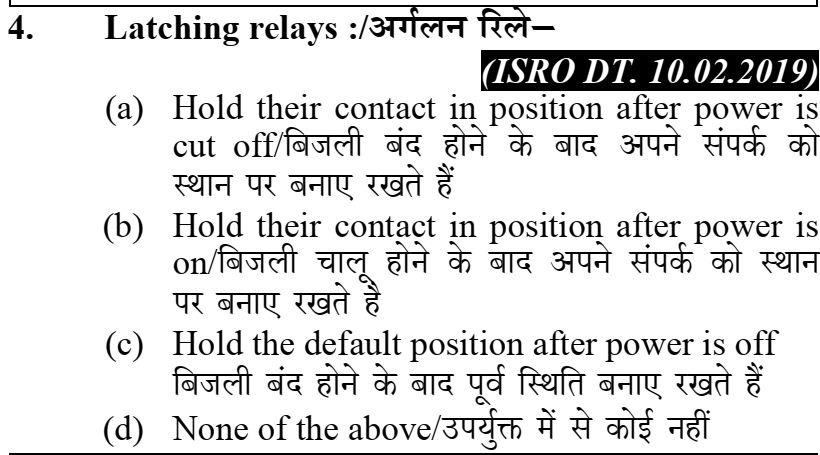 4. Latching relays :/अर्गलन रिले–
(ISRO DT. 10.02.2019)
(a) Hold their contact in position after power is
cut off/बिजली बंद होने के बाद अपने संपर्क को
स्थान पर बनाए रखते हैं
(b) Hold their contact in position after power is
on/बिजली चालू होने के बाद अपने संपर्क को स्थान
पर बनाए रखते है
(c) Hold the default position after power is off
बिजली बंद होने के बाद पूर्व स्थिति बनाए रखते हैं
(d) None of the above/उपर्युक्त में से कोई नहीं